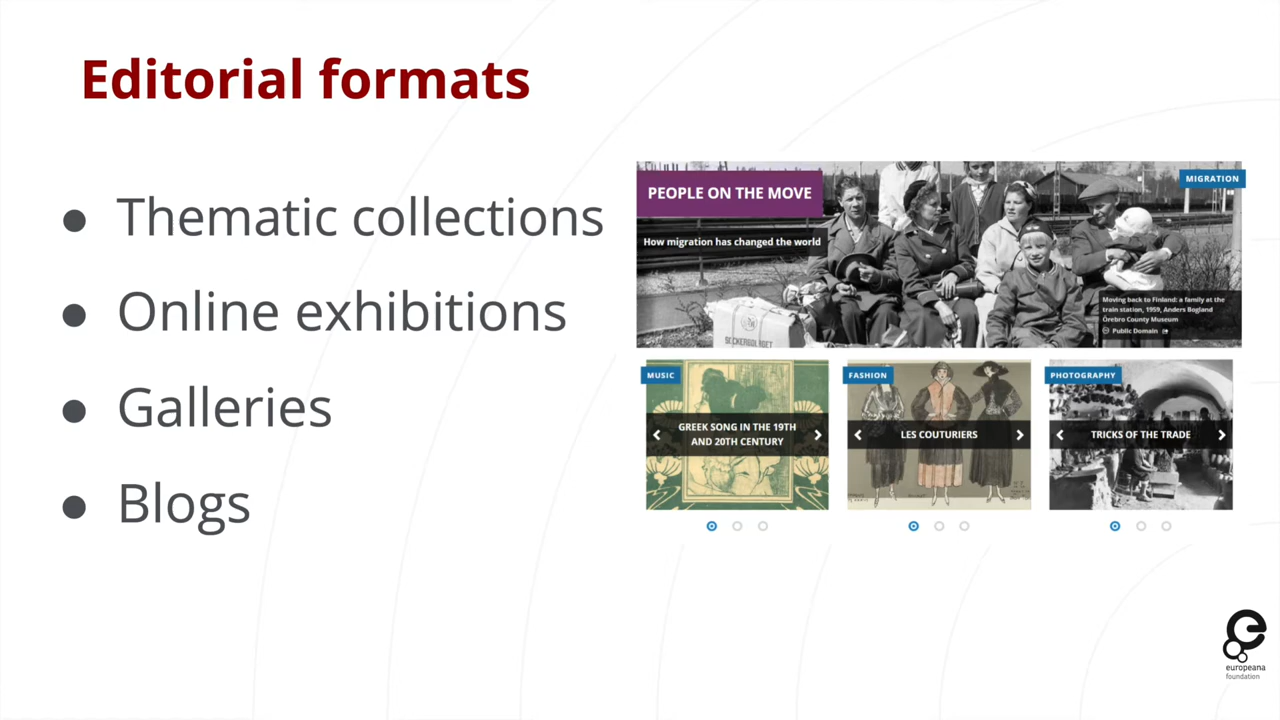 Editorial formats
● Thematic collections
● Online exhibitions
● Galleries
● Blogs
PEOPLE ON THE MOVE
MIGRATION
How migration has changed the world
Moving back to Finland: a family at the
train station, 1959, Anders Bogland
Örebro County Museum
Public Domain
MUSIC
GREEK SONG IN THE 19TH
AND 20TH CENTURY
FASHION
LES COUTURIERS
PHOTOGRAPHY
TRICKS OF THE TRADE
europeana
foundation